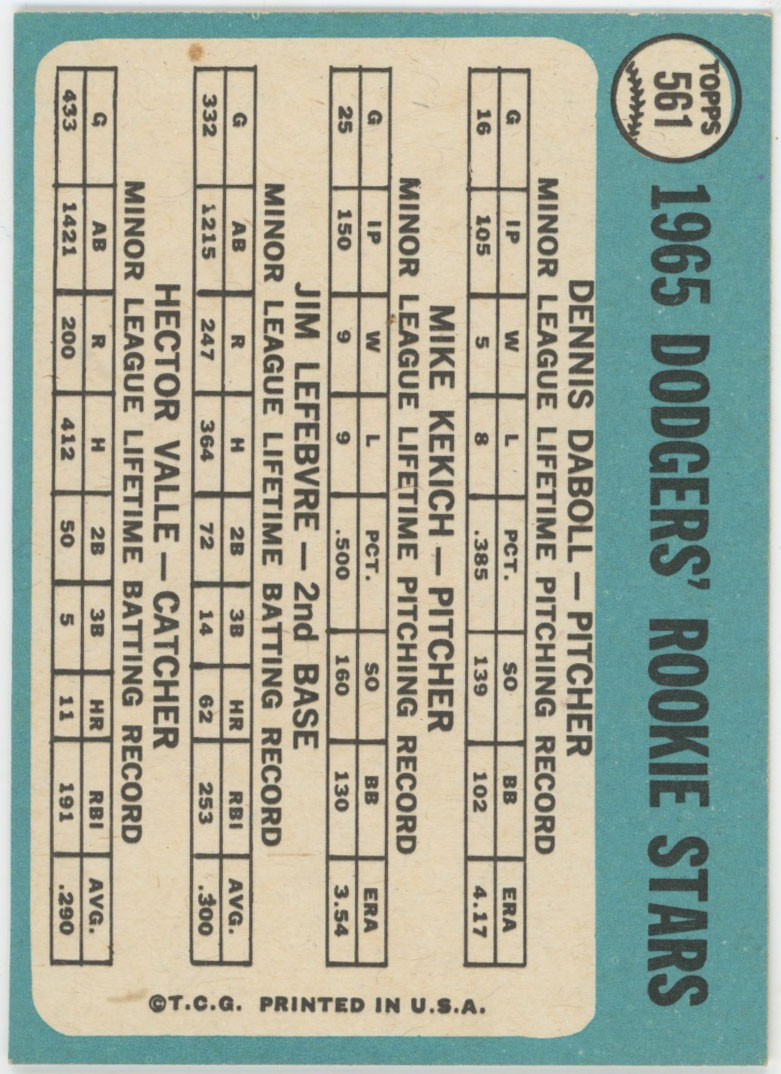 TOPPS
561
1965 DODGERS' ROOKIE STARS
DENNIS DABOLL — PITCHER
MINOR LEAGUE LIFETIME PITCHING RECORD
G IP W L PCT. SO BB ERA
16 105 5 8 .385 139 102 4.17
MIKE KEKICH — PITCHER
MINOR LEAGUE LIFETIME PITCHING RECORD
G IP W L PCT. SO BB ERA
25 150 9 9 .500 160 130 3.54
JIM LEFEBVRE — 2nd BASE
MINOR LEAGUE LIFETIME BATTING RECORD
G AB R H 2B 3B HR RBI AVG.
332 1215 247 364 72 14 62 253 .300
HECTOR VALLE — CATCHER
MINOR LEAGUE LIFETIME BATTING RECORD
G AB R H 2B 3B HR RBI AVG.
433 1421 200 412 50 5 11 191 .290
©T.C.G. PRINTED IN U.S.A.